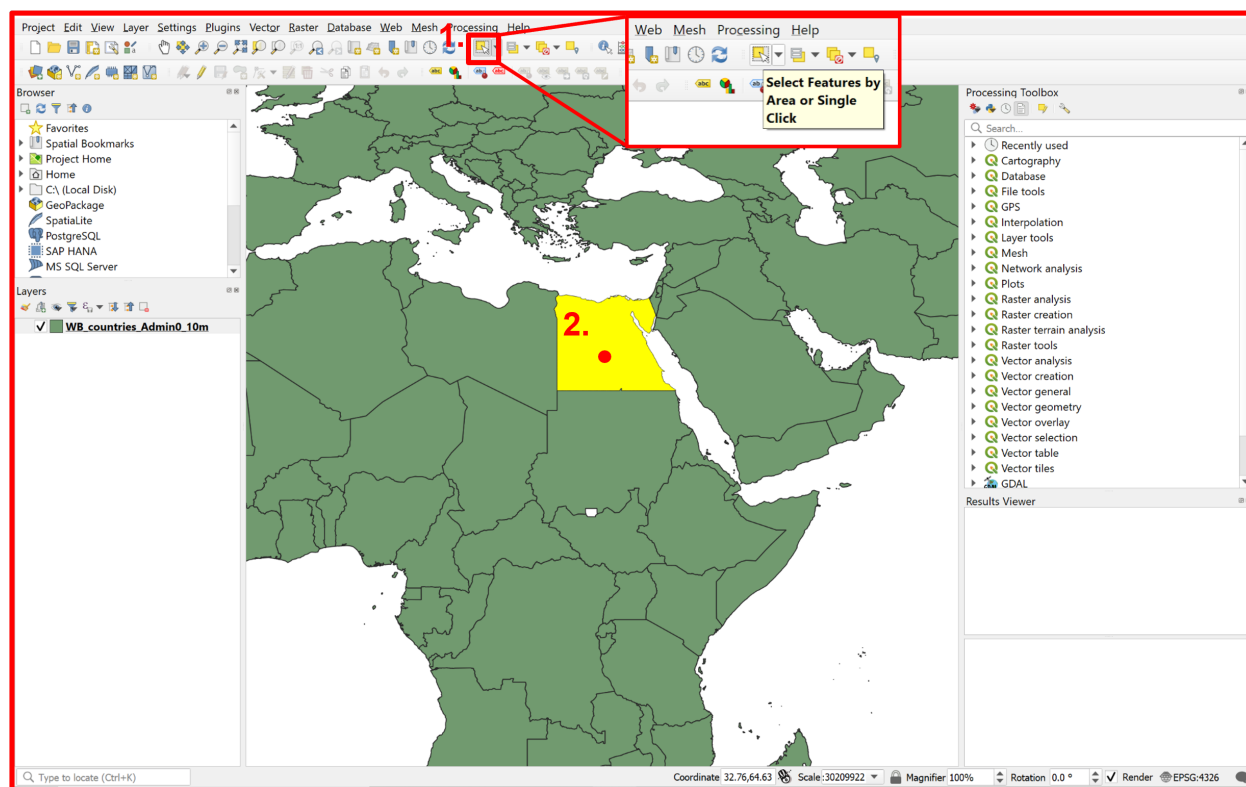 Project Edit View Layer Settings Plugins Vector Raster Database Web Mesh Processing Help
1.
Web Mesh Processing Help
abc
Select Features by
Area or Single
Click
Browser
Favorites
Spatial Bookmarks
Project Home
Home
C:\ (Local Disk)
GeoPackage
SpatiaLite
PostgreSQL
SAP HANA
MS SQL Server
Layers
WB_countries_Admin0_10m
2.
Processing Toolbox
Search...
Recently used
Cartography
Database
File tools
GPS
Interpolation
Layer tools
Mesh
Network analysis
Plots
Raster analysis
Raster creation
Raster terrain analysis
Raster tools
Vector analysis
Vector creation
Vector general
Vector geometry
Vector overlay
Vector selection
Vector table
Vector tiles
GDAL
Results Viewer
Type to locate (Ctrl+K)
Coordinate 32.76,64.63 Scale :30209922 Magnifier 100% Rotation 0.0 ° Render EPSG:4326